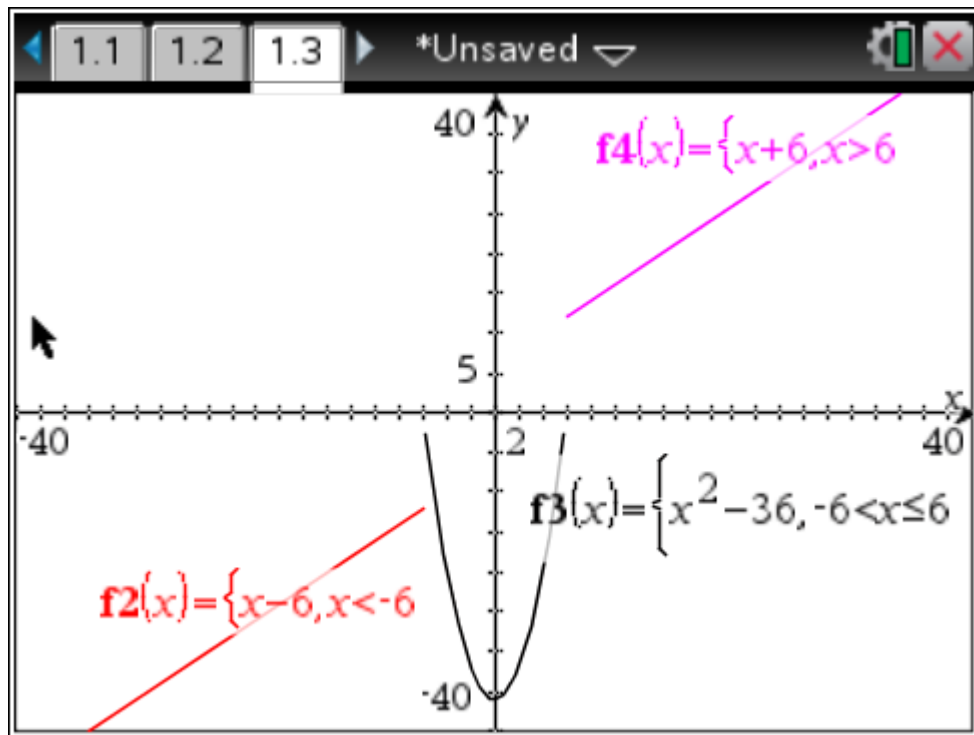 1.1 1.2 1.3 *Unsaved
40 y
f4(x)={x+6,x>6
5
x
-40 2 40
f3(x)={x²-36,-6<x≤6
f2(x)={x-6,x<-6
-40